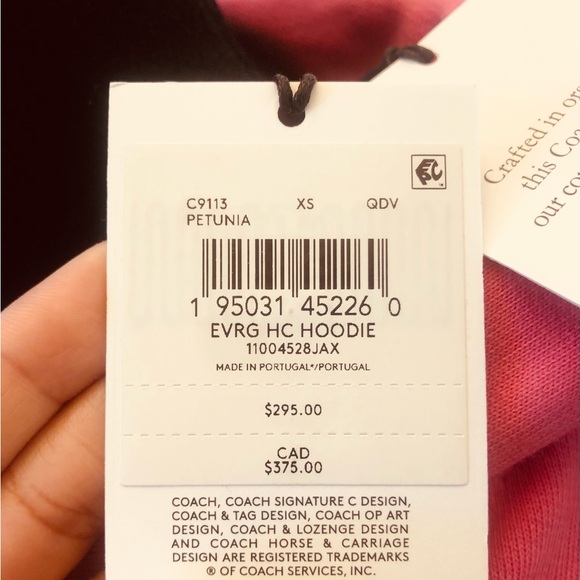 C9113 XS QDV
PETUNIA
1 95031 45226 0
EVRG HC HOODIE
11004528JAX
MADE IN PORTUGAL*/PORTUGAL
$295.00
CAD
$375.00
COACH, COACH SIGNATURE C DESIGN,
COACH & TAG DESIGN, COACH OP ART
DESIGN, COACH & LOZENGE DESIGN
AND COACH HORSE & CARRIAGE
DESIGN ARE REGISTERED TRADEMARKS
® OF COACH SERVICES, INC.
Crafted in
this
our